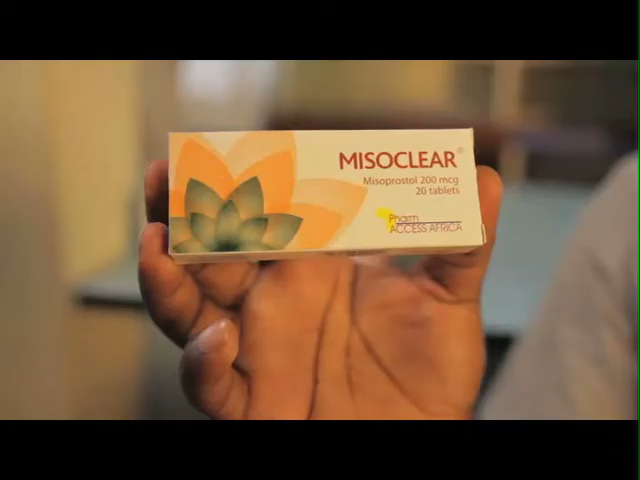 MISOCLEAR®
Misoprostol 200 mcg
20 tablets
Pharm
ACCESS AFRICA